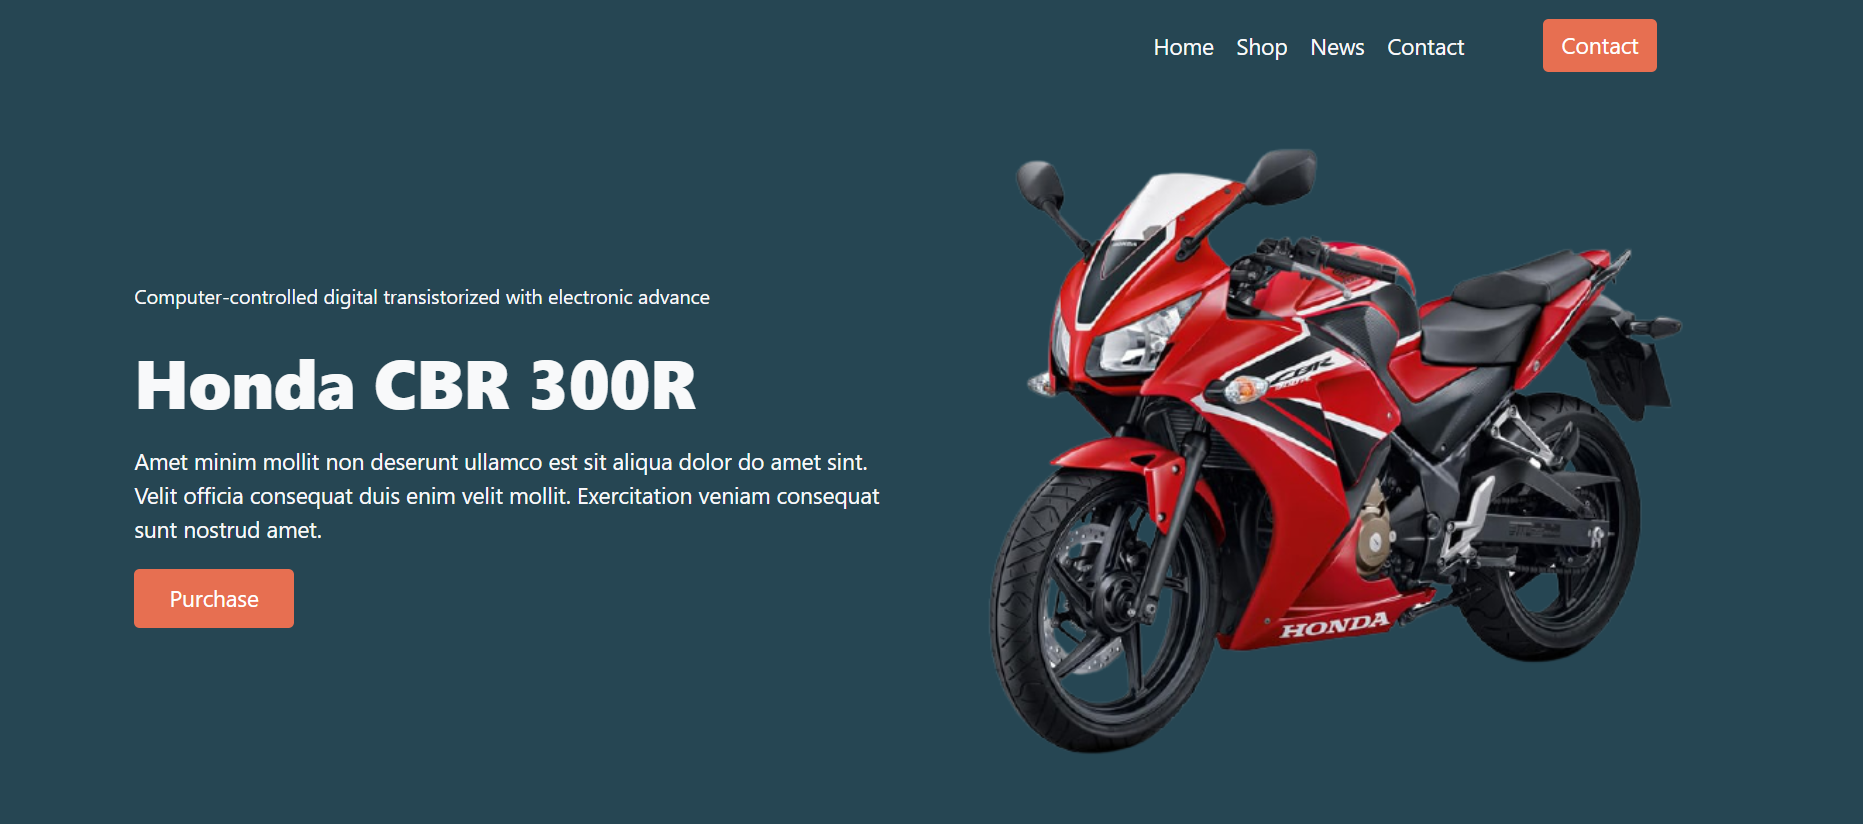 Home Shop News Contact Contact
Computer-controlled digital transistorized with electronic advance
Honda CBR 300R
Amet minim mollit non deserunt ullamco est sit aliqua dolor do amet sint.
Velit officia consequat duis enim velit mollit. Exercitation veniam consequat
sunt nostrud amet.
Purchase
HONDA
CBR
HONDA